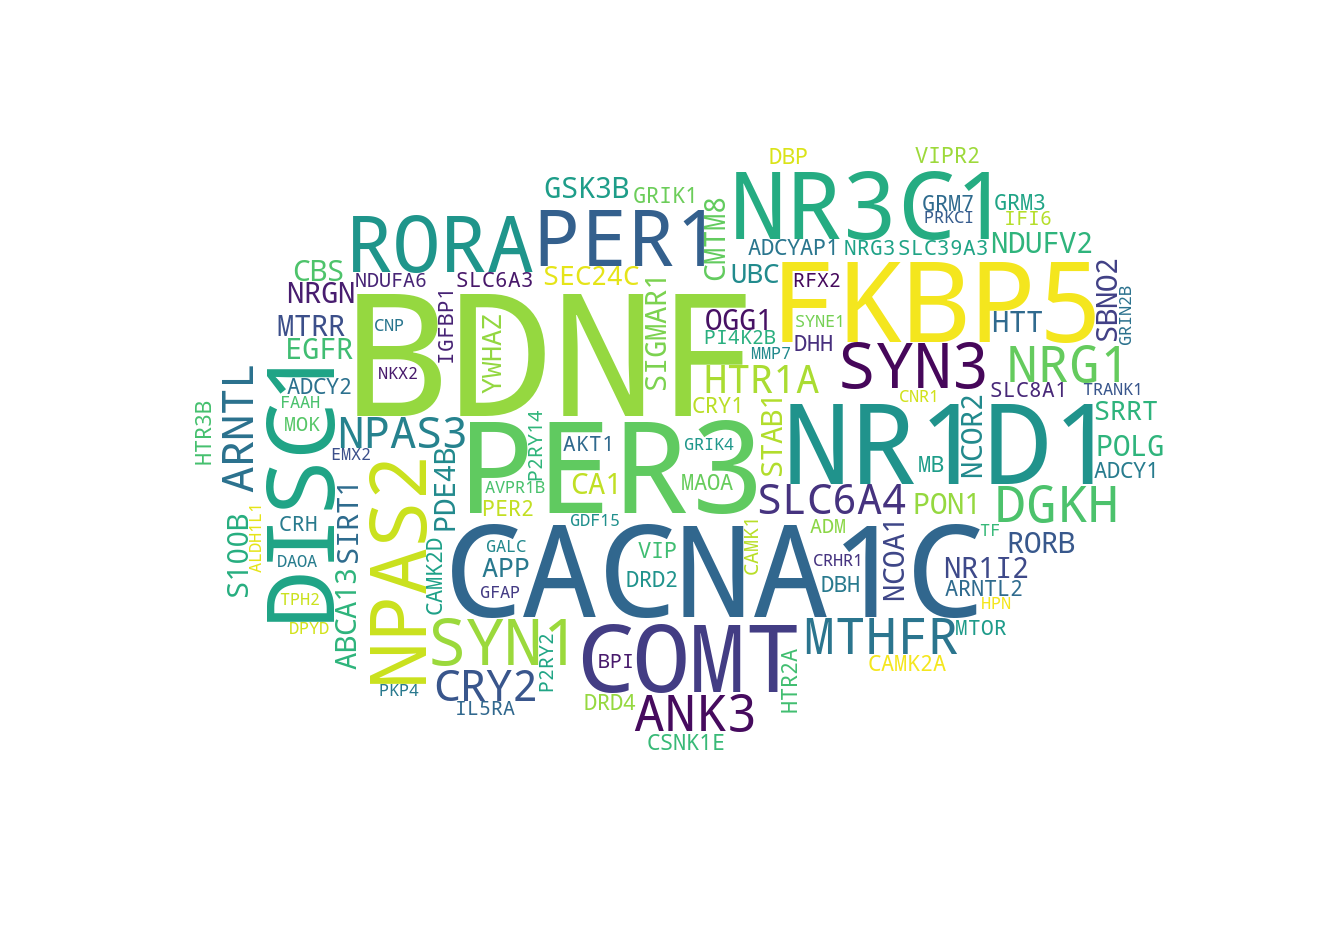 DBP
VIPR2
NR3C1
GSK3B
GRIK1
GRM7
GRM3
PRKCI
IFI6
RORA
PER1
CMTM8
ADCYAP1
NRG3
SLC39A3
NDUFV2
CBS
NDUFA6
SLC6A3
SEC24C
UBC
FKBP5
RFX2
SBNO2
GRIN2B
NRGN
BDNF
IGFBP1
SIGMAR1
MTRR
CNP
YWHAZ
OGG1
SYNE1
HTT
EGFR
PI4K2B
DHH
MMP7
SYN3
NRG1
NKX2
ADCY2
HTR1A
SLC8A1
TRANK1
DISC1
ARNTL
HTR3B
FAAH
CRY1
CNR1
MOK
NPAS3
P2RY14
AKT1
GRIK4
STAB1
NR1D1
NCOR2
SRRT
EMX2
PER3
POLG
MB
ADCY1
NPAS2
PDE4B
AVPR1B
CA1
MAOA
SLC6A4
PON1
DGKH
PER2
S100B
ALDH1L1
CRH
SIRT1
GDF15
CACNA1C
CAMK1
ADM
NCOA1
TF
RORB
DAOA
CAMK2D
GALC
VIP
CRHR1
NR1I2
APP
DRD2
DBH
ARNTL2
TPH2
ABCA13
GFAP
HPN
DPYD
SYN1
COMT
MTHFR
MTOR
P2RY2
BPI
CAMK2A
HTR2A
PKP4
CRY2
IL5RA
DRD4
ANK3
CSNK1E